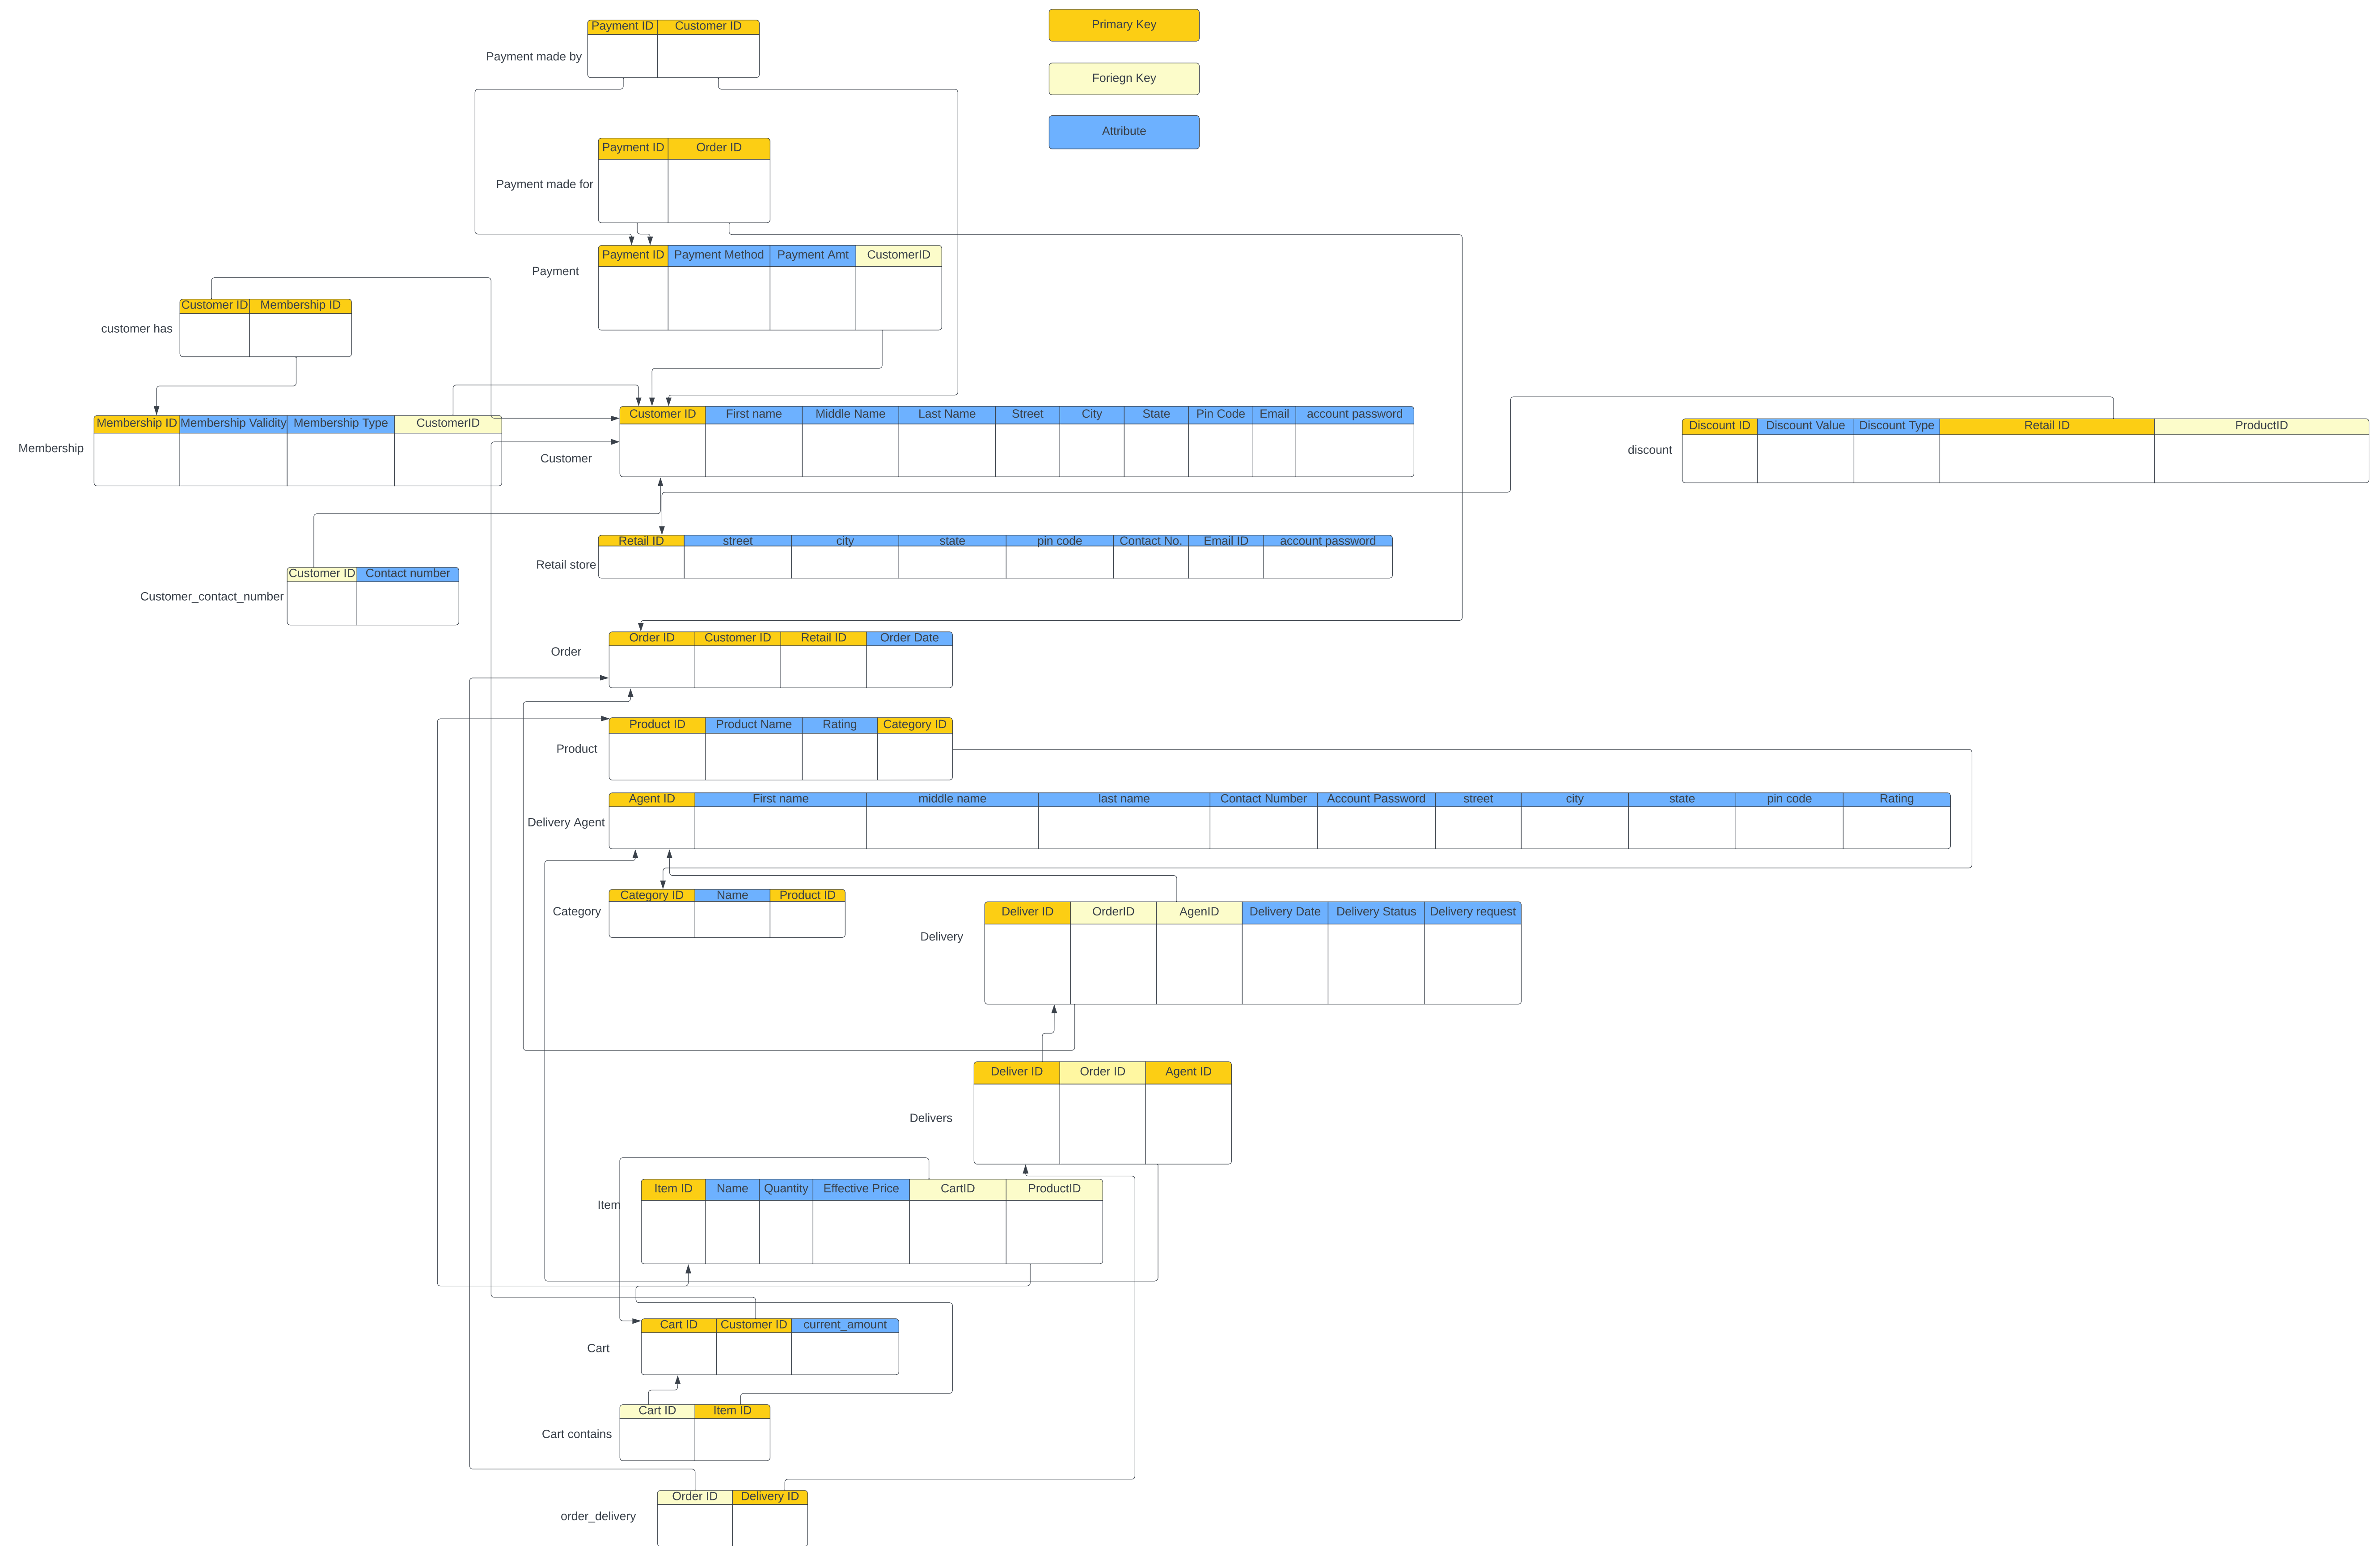 Payment ID Customer ID
Payment made by
Primary Key
Foriegn Key
Attribute
Payment ID Order ID
Payment made for
Payment ID Payment Method Payment Amt CustomerID
Payment
Customer ID Membership ID
customer has
Membership ID Membership Validity Membership Type CustomerID
Membership
Customer ID First name Middle Name Last Name Street City State Pin Code Email account password
Customer
Discount ID Discount Value Discount Type Retail ID ProductID
discount
Retail ID street city state pin code Contact No. Email ID account password
Retail store
Customer ID Contact number
Customer_contact_number
Order ID Customer ID Retail ID Order Date
Order
Product ID Product Name Rating Category ID
Product
Agent ID First name middle name last name Contact Number Account Password street city state pin code Rating
Delivery Agent
Category ID Name Product ID
Category
Deliver ID OrderID AgenID Delivery Date Delivery Status Delivery request
Delivery
Deliver ID Order ID Agent ID
Delivers
Item ID Name Quantity Effective Price CartID ProductID
Item
Cart ID Customer ID current_amount
Cart
Cart ID Item ID
Cart contains
Order ID Delivery ID
order_delivery